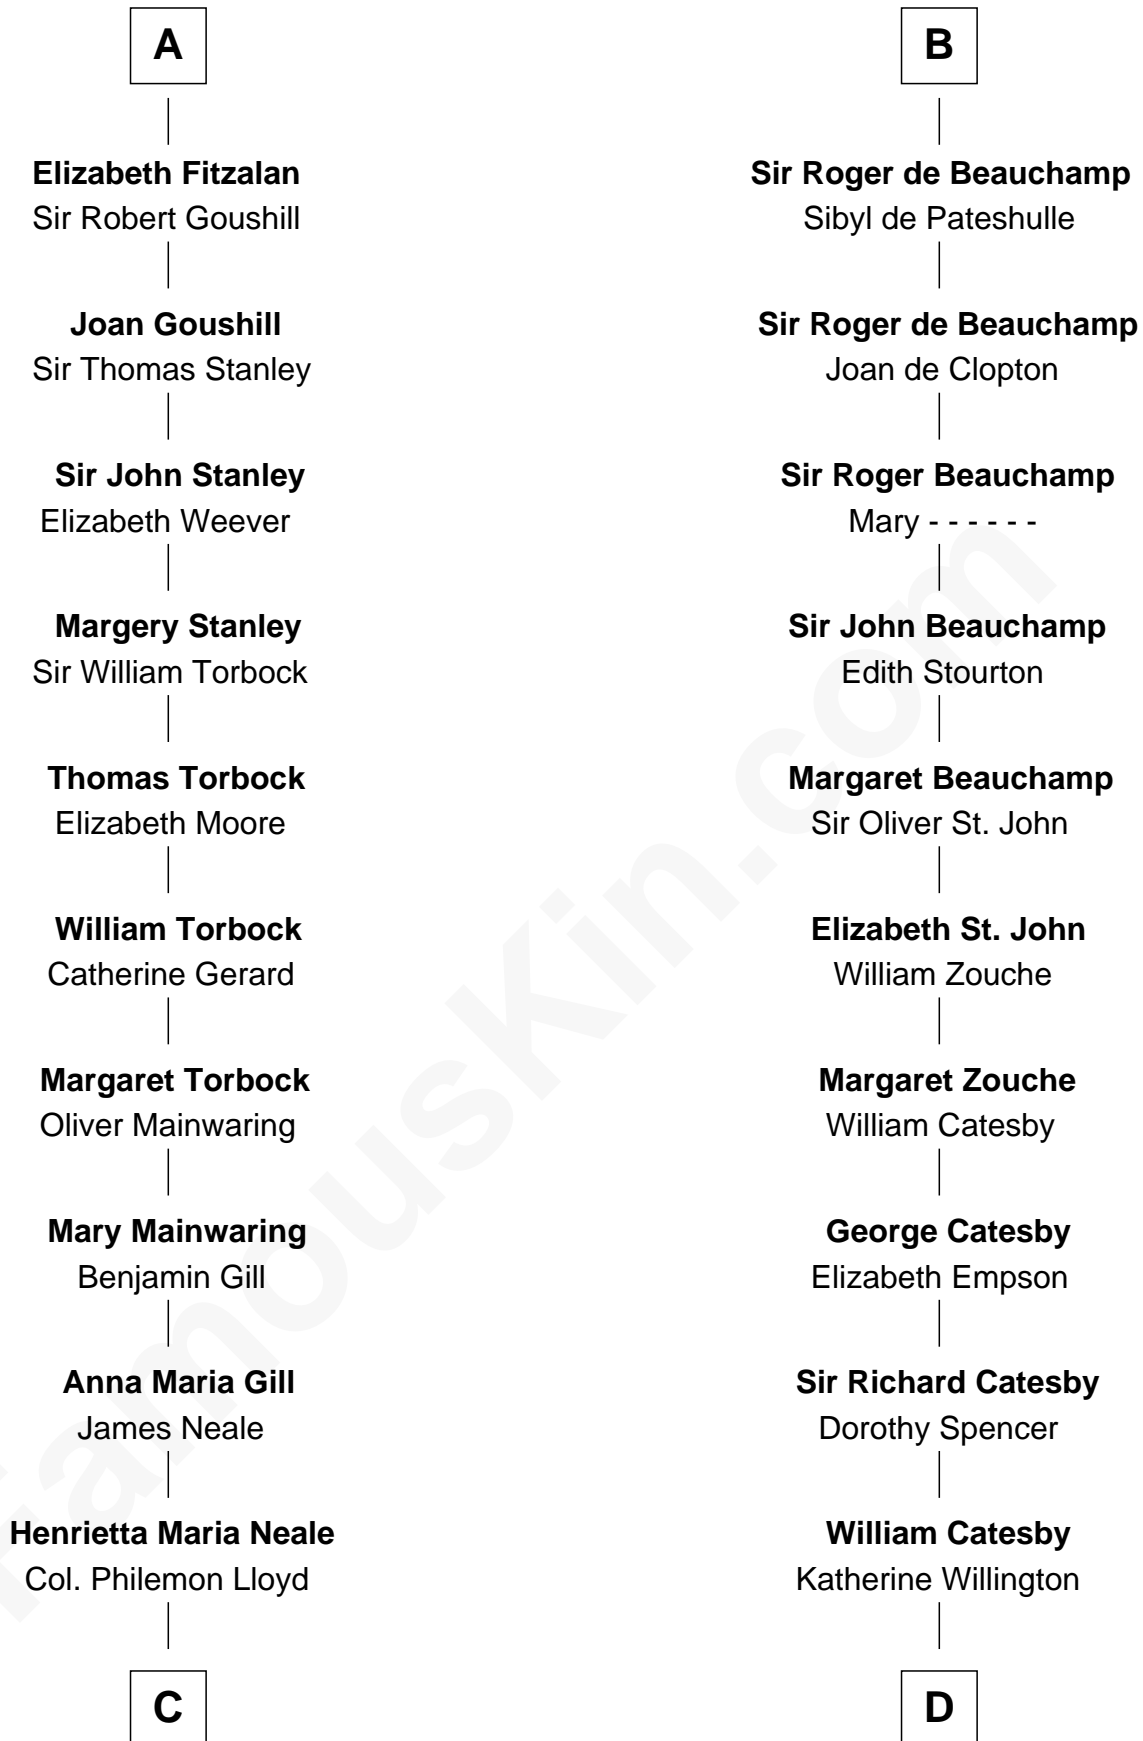 A
Elizabeth Fitzalan
Sir Robert Goushill
Joan Goushill
Sir Thomas Stanley
Sir John Stanley
Elizabeth Weever
Margery Stanley
Sir William Torbock
Thomas Torbock
Elizabeth Moore
William Torbock
Catherine Gerard
Margaret Torbock
Oliver Mainwaring
Mary Mainwaring
Benjamin Gill
Anna Maria Gill
James Neale
Henrietta Maria Neale
Col. Philemon Lloyd
C
B
Sir Roger de Beauchamp
Sibyl de Pateshulle
Sir Roger de Beauchamp
Joan de Clopton
Sir Roger Beauchamp
Mary - - - - - -
Sir John Beauchamp
Edith Stourton
Margaret Beauchamp
Sir Oliver St. John
Elizabeth St. John
William Zouche
Margaret Zouche
William Catesby
George Catesby
Elizabeth Empson
Sir Richard Catesby
Dorothy Spencer
William Catesby
Katherine Willington
D
FamousKin.com